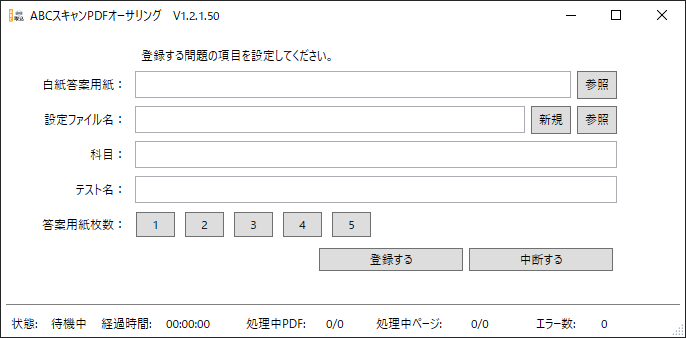 ABCスキャンPDFオーサリング V1.2.1.50
登録する問題の項目を設定してください。
白紙答案用紙： 参照
設定ファイル名： 新規 参照
科目：
テスト名：
答案用紙枚数： 1 2 3 4 5
登録する 中断する
状態: 待機中 経過時間: 00:00:00 処理中PDF: 0/0 処理中ページ: 0/0 エラー数: 0